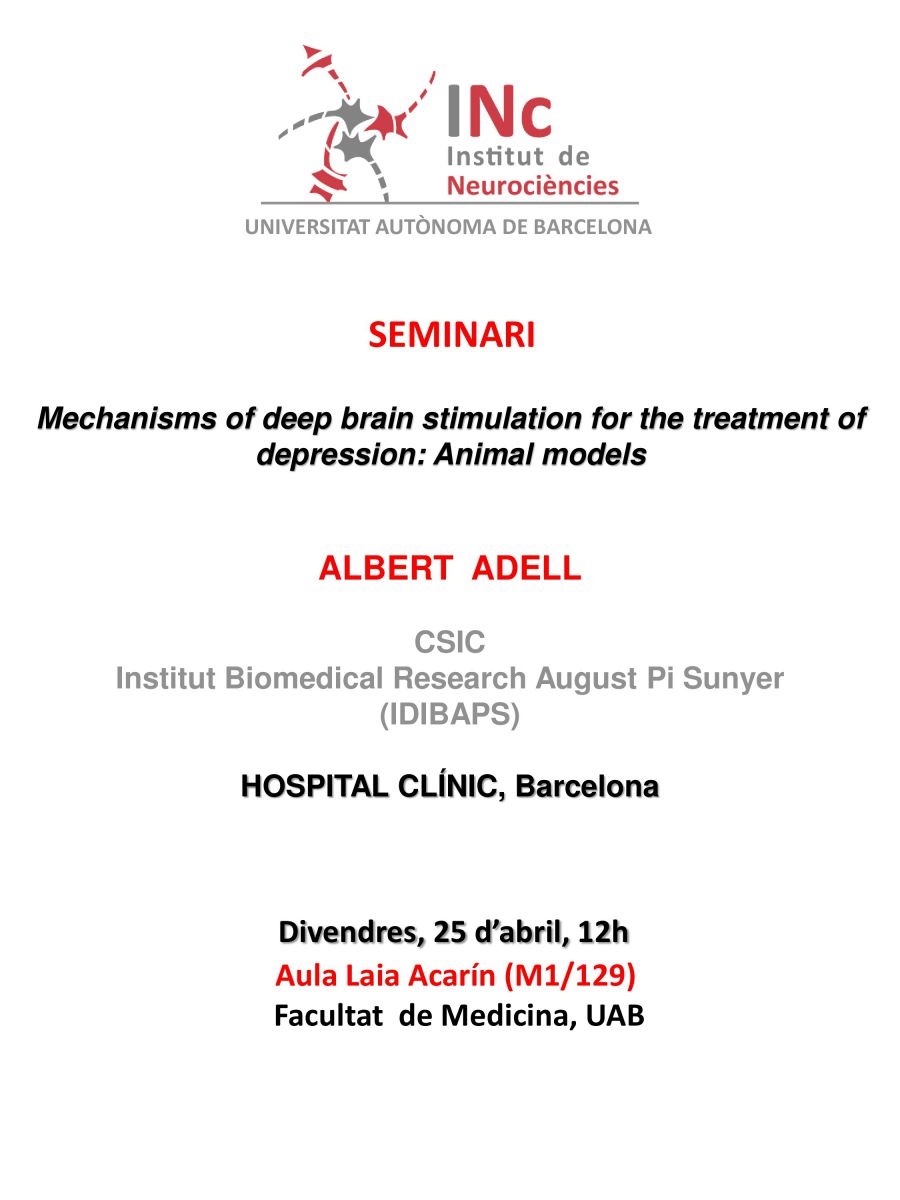 INc
Institut de
Neurociències
UNIVERSITAT AUTÒNOMA DE BARCELONA
SEMINARI
Mechanisms of deep brain stimulation for the treatment of
depression: Animal models
ALBERT ADELL
CSIC
Institut Biomedical Research August Pi Sunyer
(IDIBAPS)
HOSPITAL CLÍNIC, Barcelona
Divendres, 25 d’abril, 12h
Aula Laia Acarín (M1/129)
Facultat de Medicina, UAB